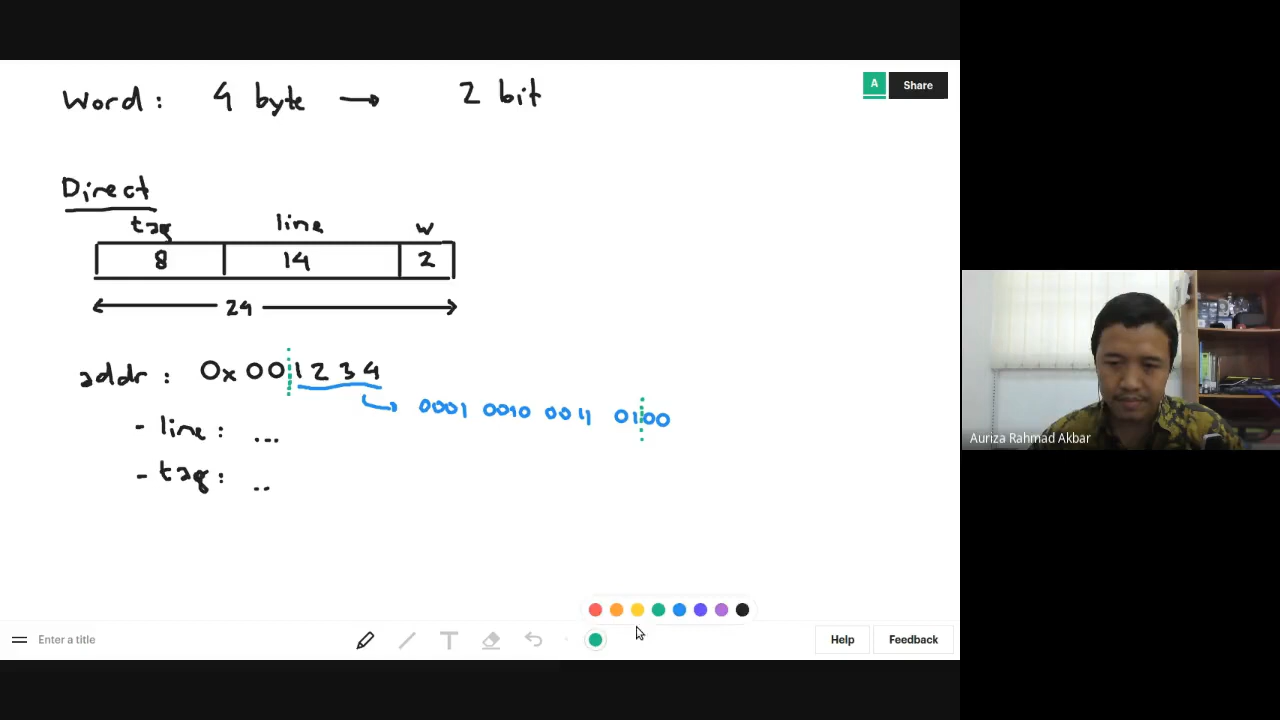 Word: 4 byte → 2 bit
A Share
Direct
tag line w
8 14 2
24
addr: 0x 00 1234
0001 0010 0011 0100
- line: ...
- tag: ..
Auriza Rahmad Akbar
Enter a title
T
Help Feedback